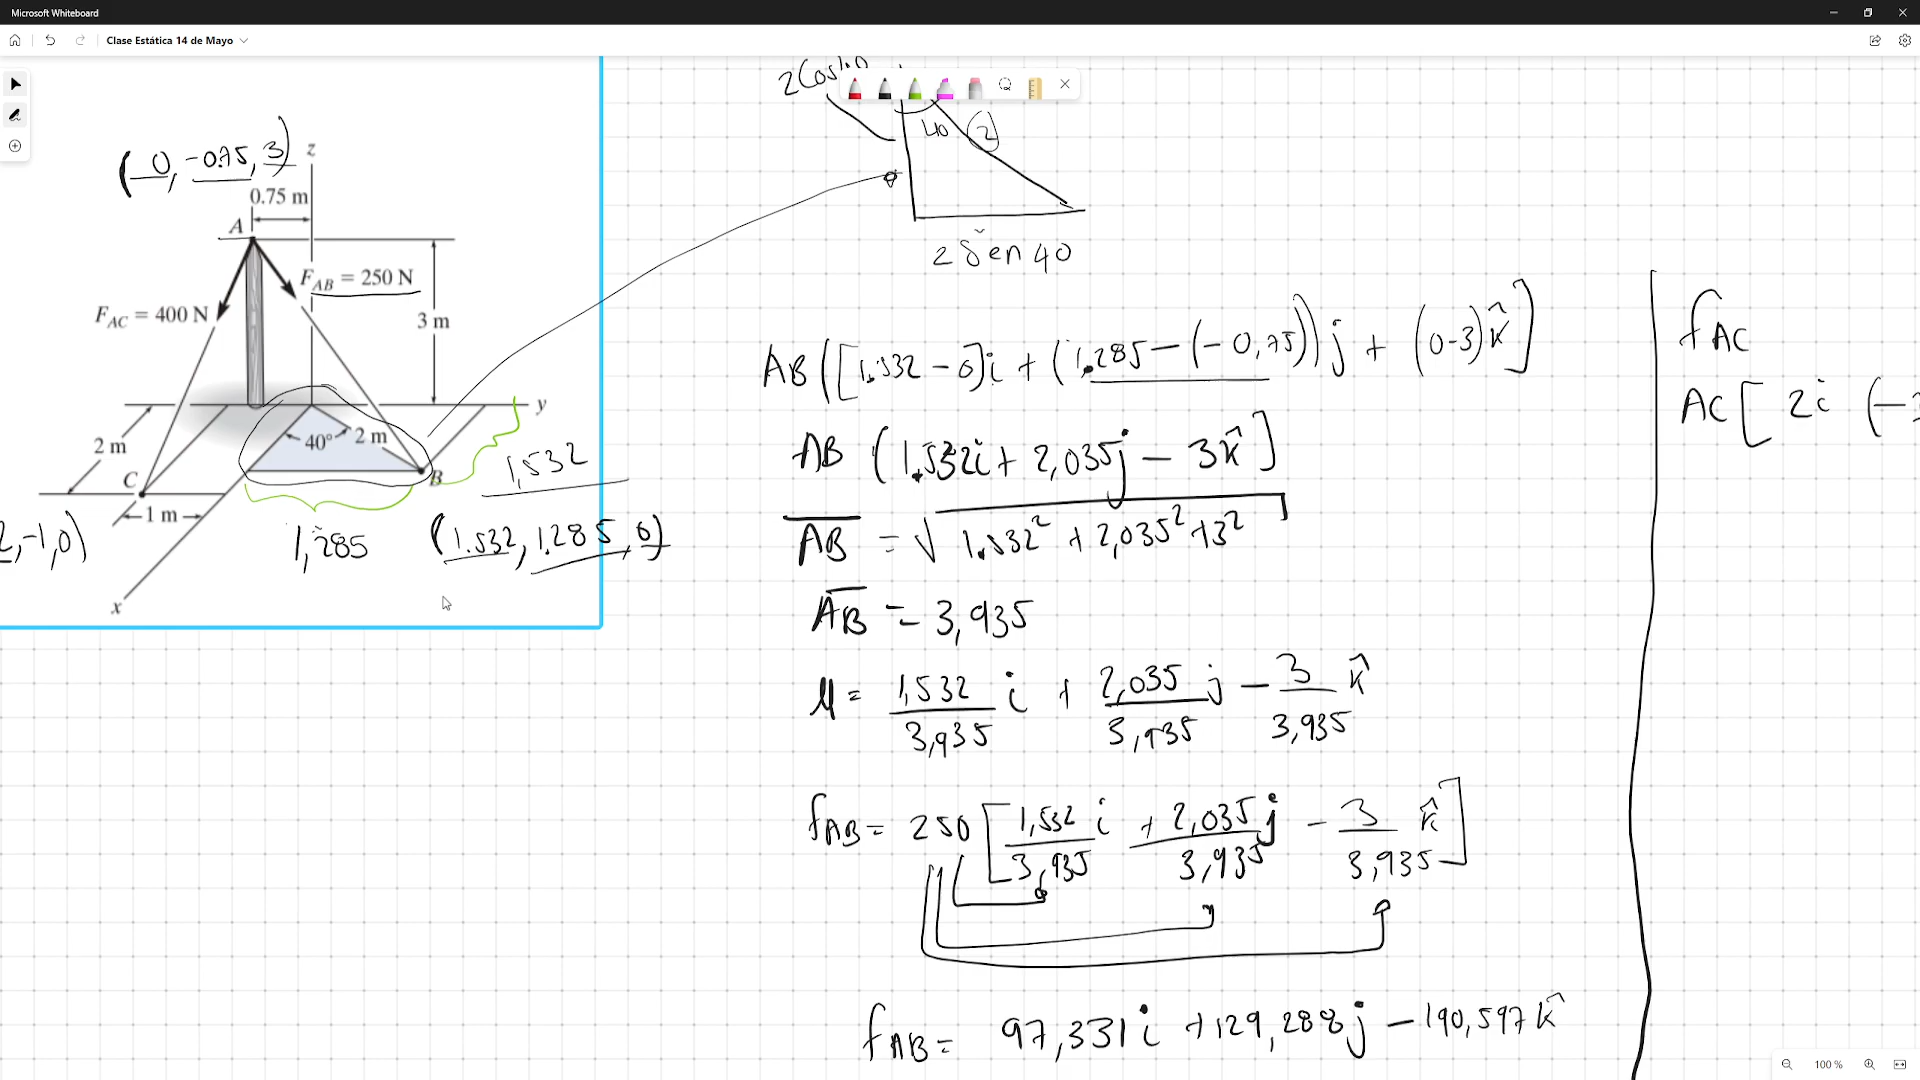 Microsoft Whiteboard
Clase Estática 14 de Mayo
(0, -0.75, 3)
z
0.75 m
A
F_AB = 250 N
F_AC = 400 N
3 m
y
40°
2 m
2 m
C
B
1,532
1 m
2,-1,0)
1,285
(1.532, 1.285, 0)
x
40
2
2 Sen 40
AB([1.532 - 0]i + (1.285 - (-0,75))j + (0-3)k̂]
AB (1.532i + 2,035j - 3k̂]
AB = √1.532² + 2,035² + 3²
AB = 3,935
μ = 1,532/3,935 i + 2,035/3,935 j - 3/3,935 k̂
fAB = 250 [1,532/3,935 i + 2,035/3,935 j - 3/3,935 k̂]
fAB = 97,331i + 129,288j - 190,597k̂
fAC
AC [ 2i (-
100 %